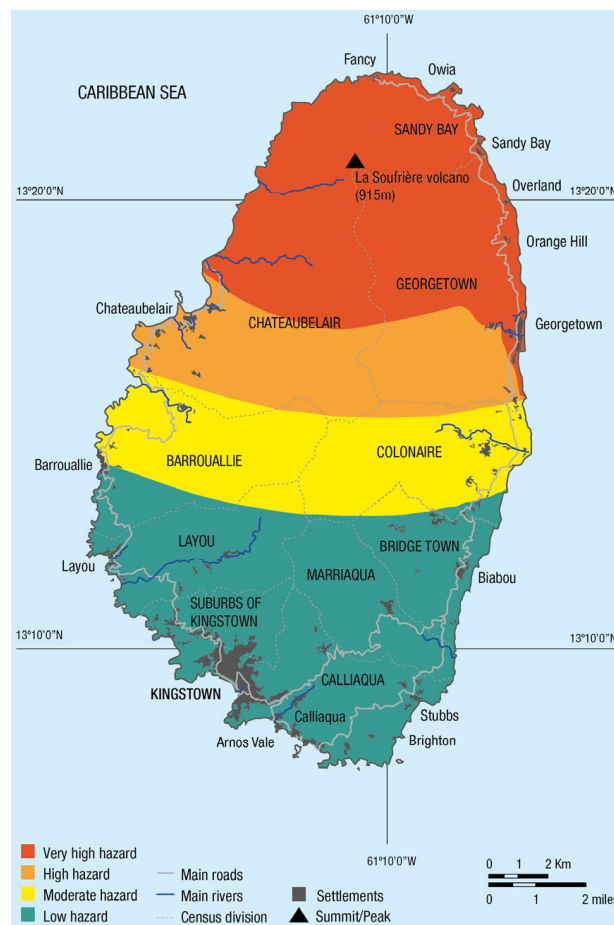 61°10'0"W
Fancy
Owia
CARIBBEAN SEA
SANDY BAY
Sandy Bay
La Soufrière volcano
(915m)
Overland
13°20'0"N
13°20'0"N
Orange Hill
GEORGETOWN
Chateaubelair
CHATEAUBELAIR
Georgetown
BARROUALLIE
COLONAIRE
Barrouallie
LAYOU
BRIDGE TOWN
Layou
MARRIAQUA
Biabou
SUBURBS OF
KINGSTOWN
13°10'0"N
13°10'0"N
CALLIAQUA
KINGSTOWN
Calliaqua
Stubbs
Arnos Vale
Brighton
61°10'0"W
Very high hazard
High hazard
Moderate hazard
Low hazard
Main roads
Main rivers
Census division
Settlements
Summit/Peak
0 1 2 Km
0 1 2 miles